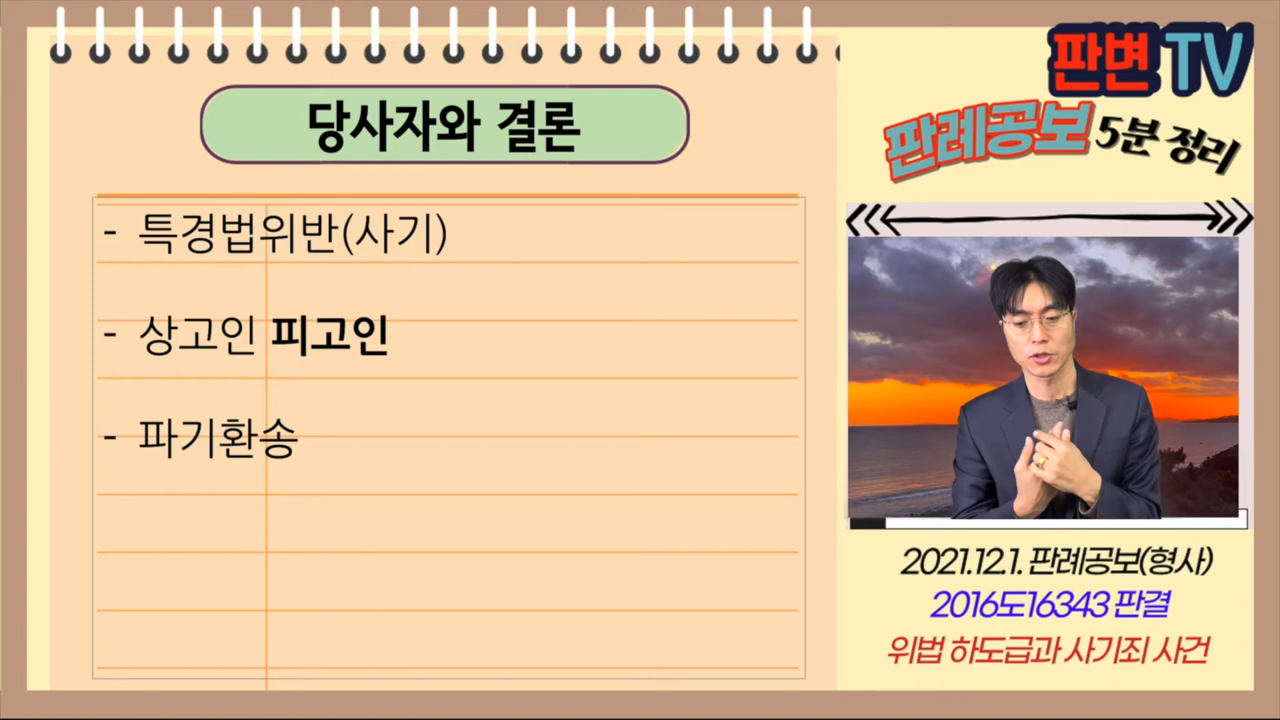 당사자와 결론
- 특경법위반(사기)
- 상고인 피고인
- 파기환송
판변 TV
판례공보 5분 정리
2021.12.1. 판례공보(형사)
2016도16343 판결
위법 하도급과 사기죄 사건